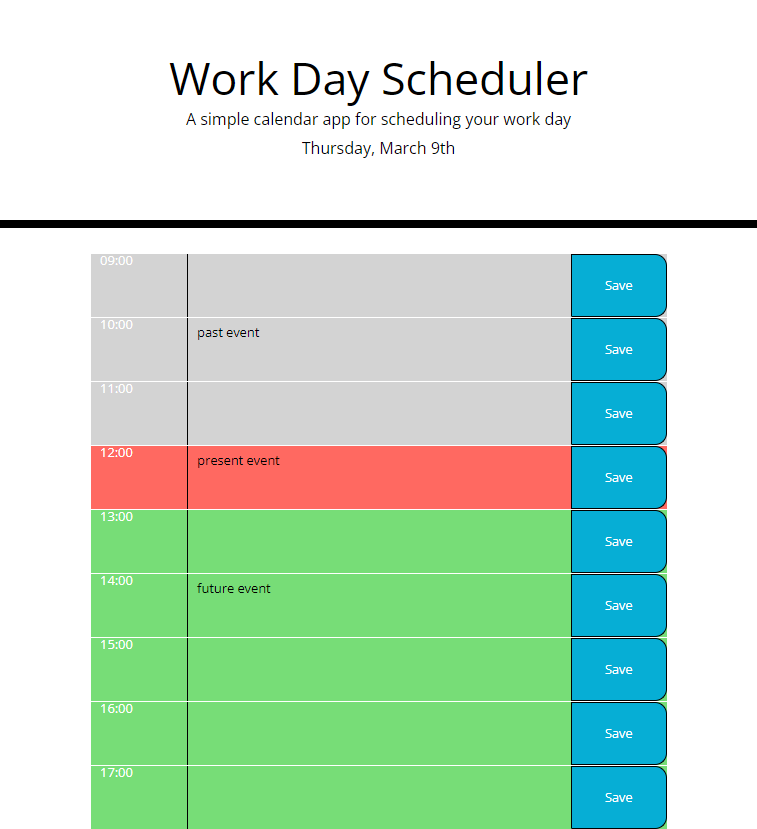 Work Day Scheduler
A simple calendar app for scheduling your work day
Thursday, March 9th
09:00 Save
10:00 past event Save
11:00 Save
12:00 present event Save
13:00 Save
14:00 future event Save
15:00 Save
16:00 Save
17:00 Save